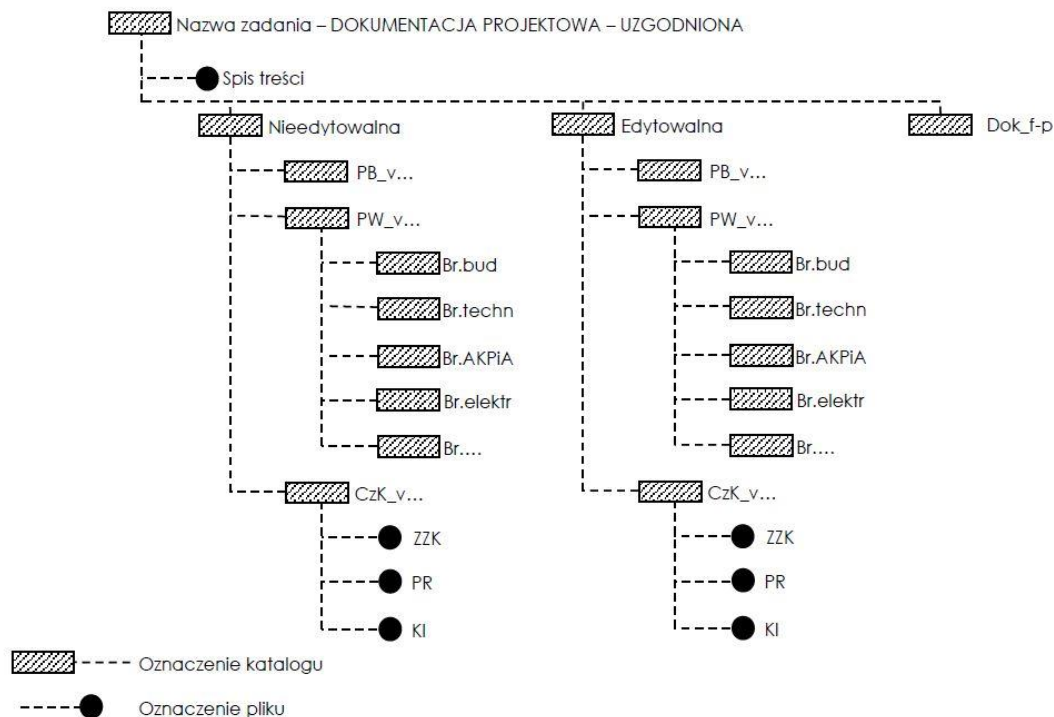 Nazwa zadania – DOKUMENTACJA PROJEKTOWA – UZGODNIONA
Spis treści
Nieedytowalna
Edytowalna
Dok_f-p
PB_v...
PB_v...
PW_v...
PW_v...
Br.bud
Br.bud
Br.techn
Br.techn
Br.AKPiA
Br.AKPiA
Br.elektr
Br.elektr
Br....
Br....
CzK_v...
CzK_v...
ZZK
ZZK
PR
PR
KI
KI
Oznaczenie katalogu
Oznaczenie pliku